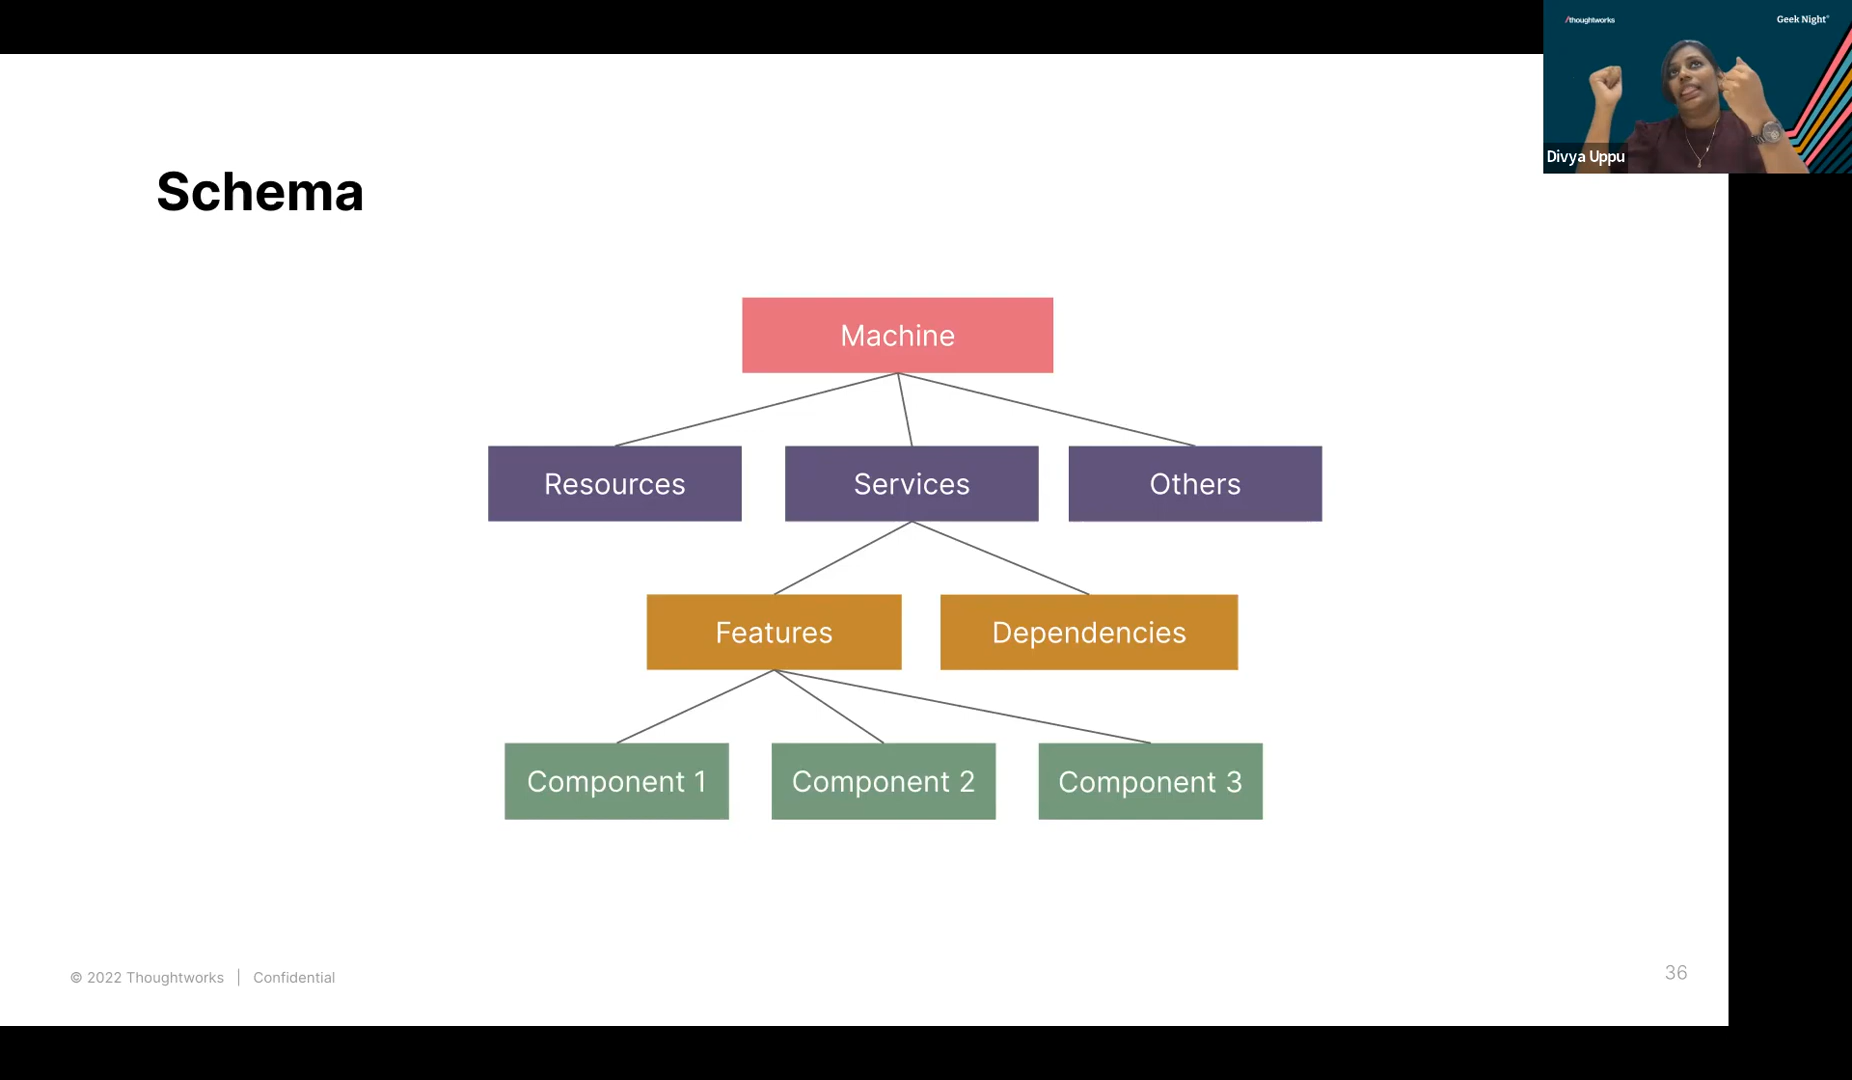 /thoughtworks
Geek Night®
Divya Uppu
Schema
Machine
Resources
Services
Others
Features
Dependencies
Component 1
Component 2
Component 3
© 2022 Thoughtworks | Confidential
36